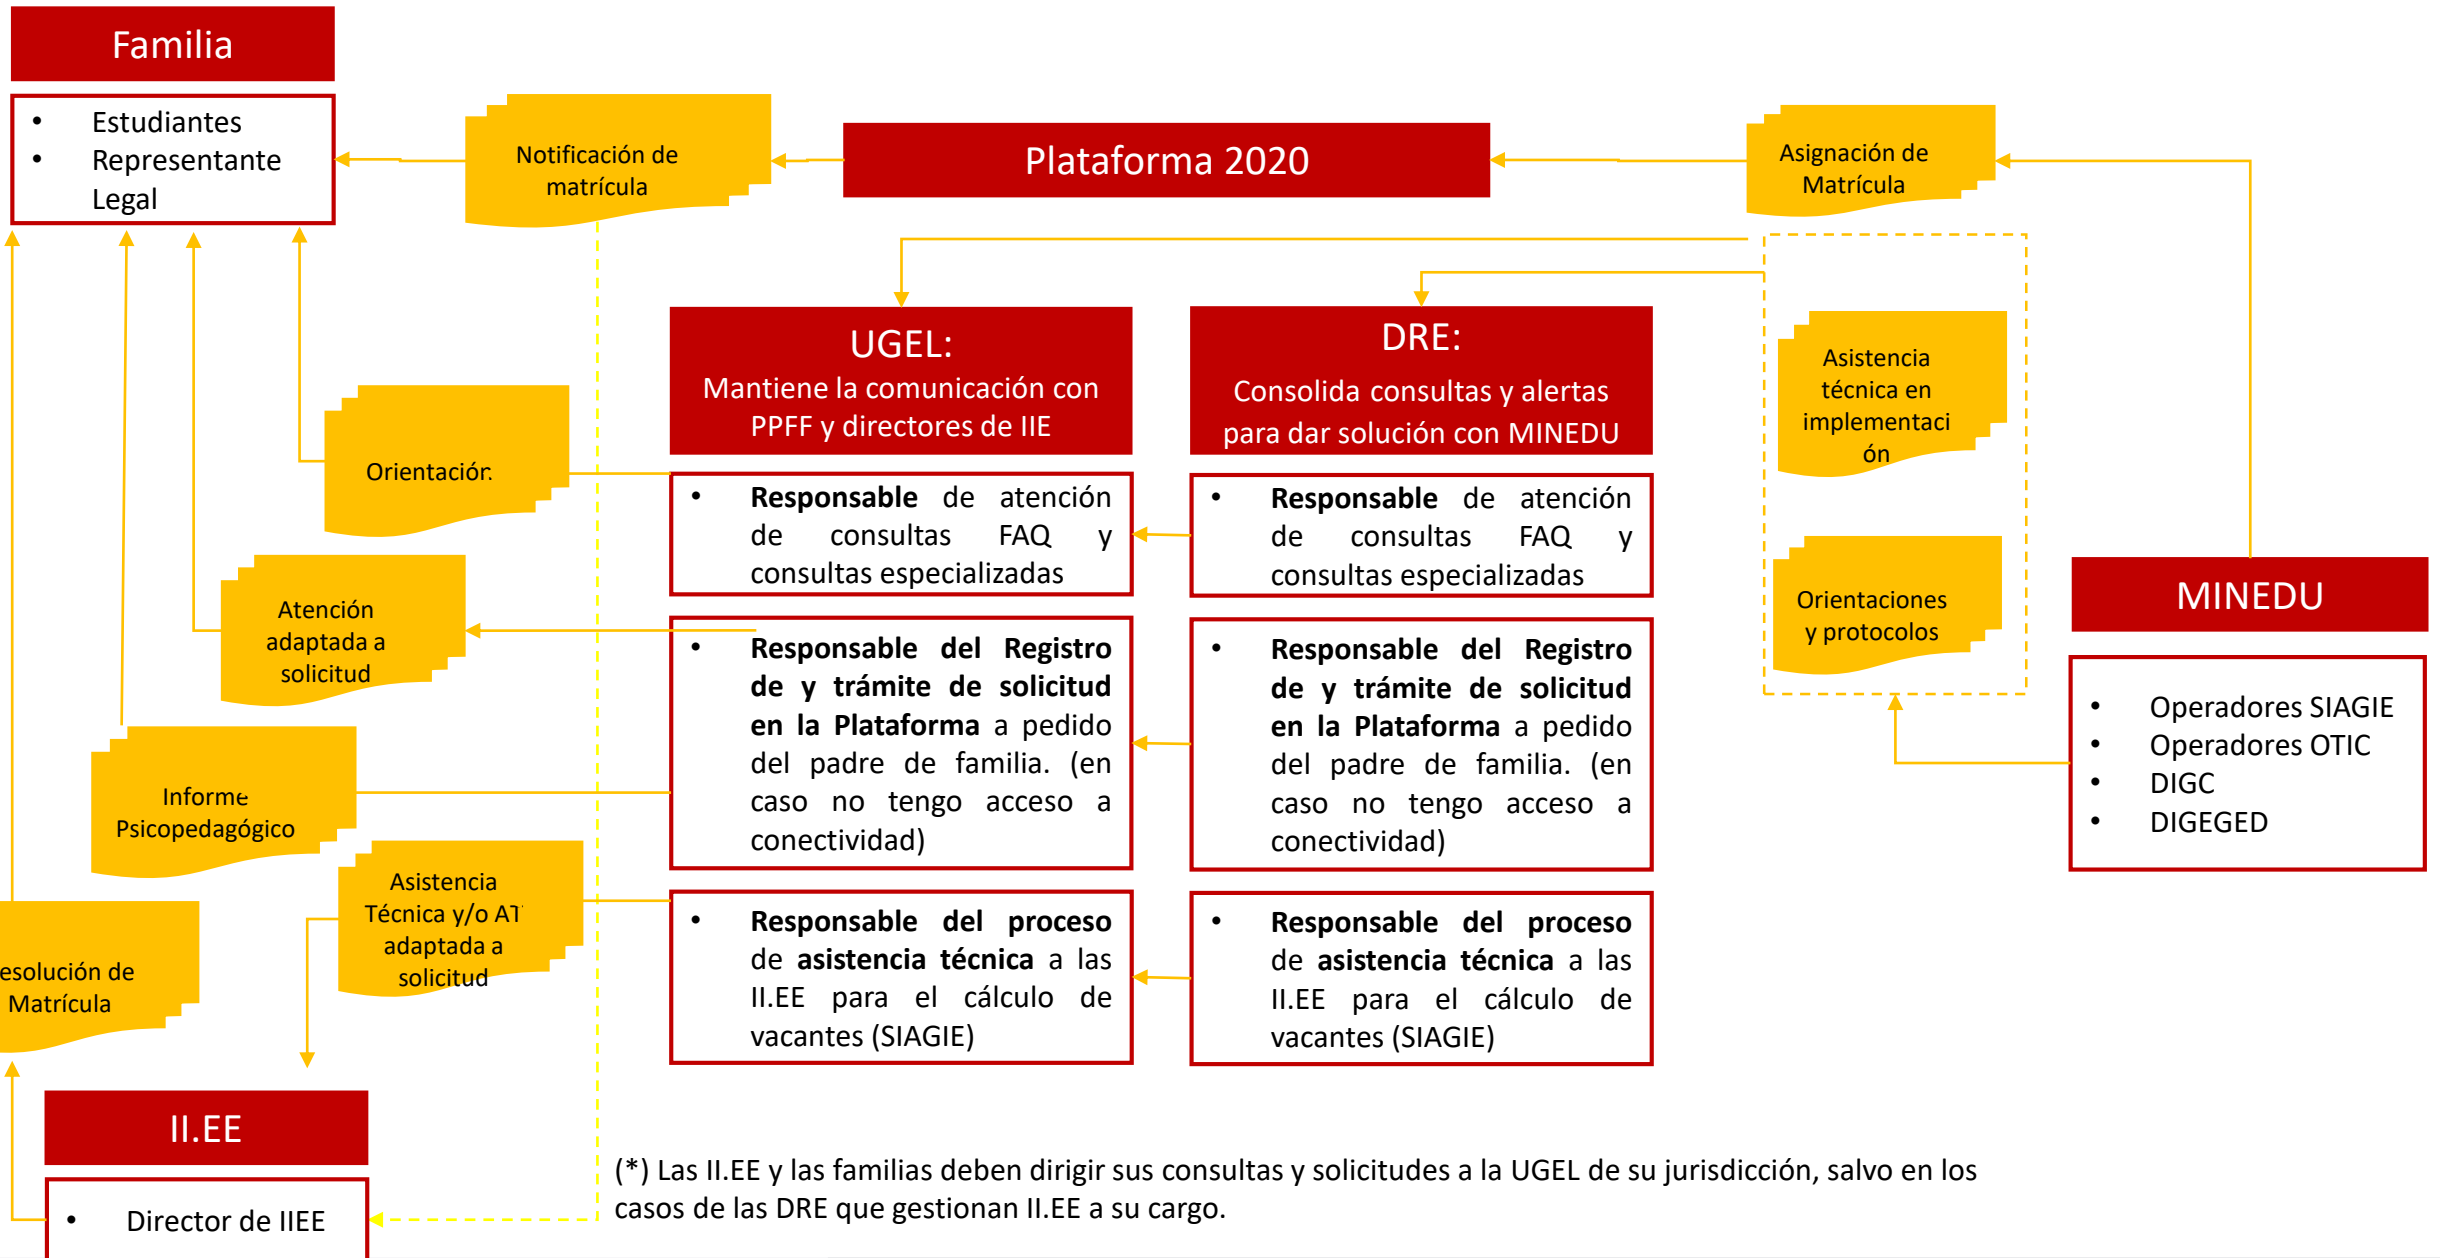 Familia
• Estudiantes
• Representante
Legal
Notificación de
matrícula
Plataforma 2020
Asignación de
Matrícula
UGEL:
Mantiene la comunicación con
PPFF y directores de IIE
DRE:
Consolida consultas y alertas
para dar solución con MINEDU
Asistencia
técnica en
implementaci
ón
Orientación
• Responsable de atención
de consultas FAQ y
consultas especializadas
• Responsable de atención
de consultas FAQ y
consultas especializadas
Orientaciones
y protocolos
MINEDU
• Operadores SIAGIE
• Operadores OTIC
• DIGC
• DIGEGED
Atención
adaptada a
solicitud
• Responsable del Registro
de y trámite de solicitud
en la Plataforma a pedido
del padre de familia. (en
caso no tengo acceso a
conectividad)
• Responsable del Registro
de y trámite de solicitud
en la Plataforma a pedido
del padre de familia. (en
caso no tengo acceso a
conectividad)
Informe
Psicopedagógico
Asistencia
Técnica y/o AT
adaptada a
solicitud
• Responsable del proceso
de asistencia técnica a las
II.EE para el cálculo de
vacantes (SIAGIE)
• Responsable del proceso
de asistencia técnica a las
II.EE para el cálculo de
vacantes (SIAGIE)
esolución de
Matrícula
II.EE
• Director de IIEE
(*) Las II.EE y las familias deben dirigir sus consultas y solicitudes a la UGEL de su jurisdicción, salvo en los
casos de las DRE que gestionan II.EE a su cargo.